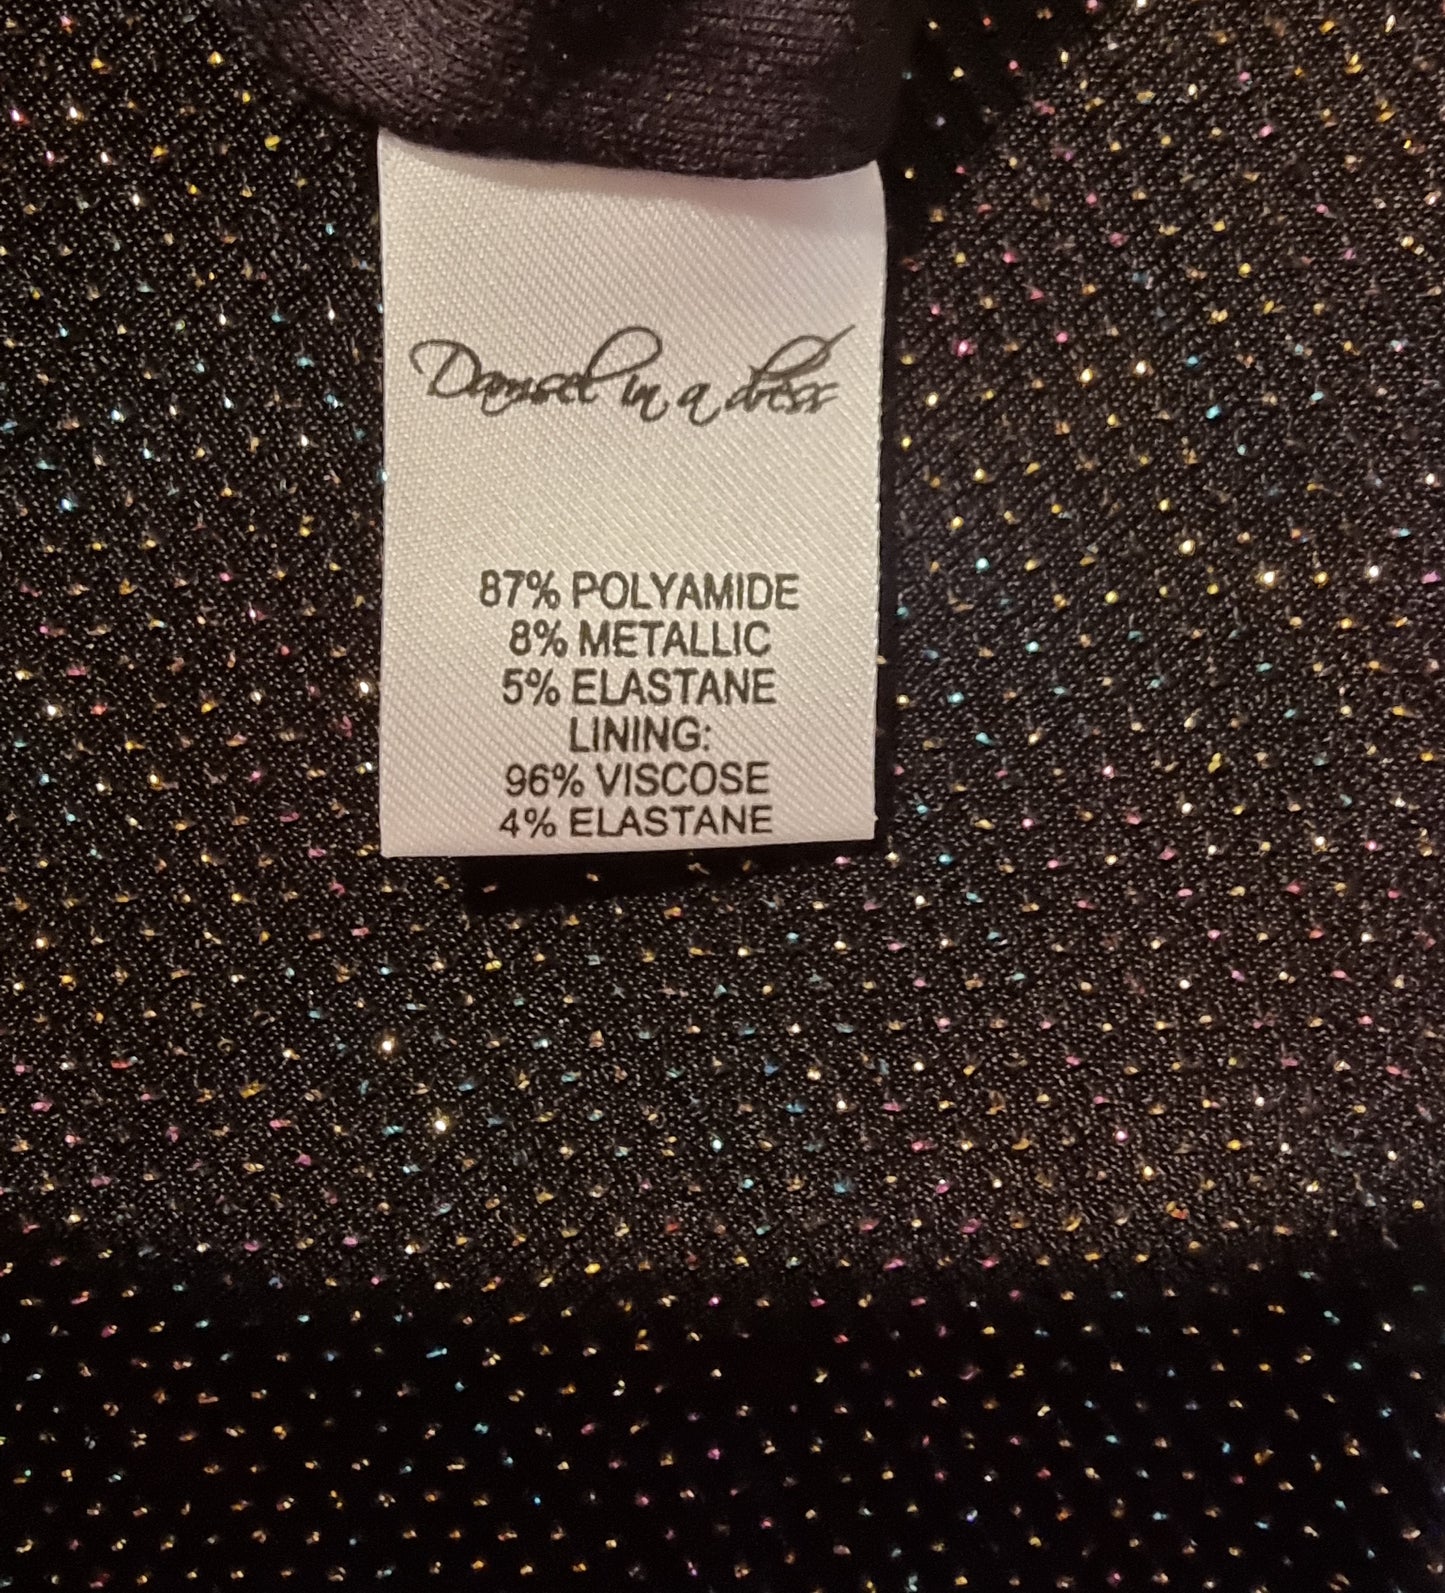 Damsel in a dress
87% POLYAMIDE
8% METALLIC
5% ELASTANE
LINING:
96% VISCOSE
4% ELASTANE